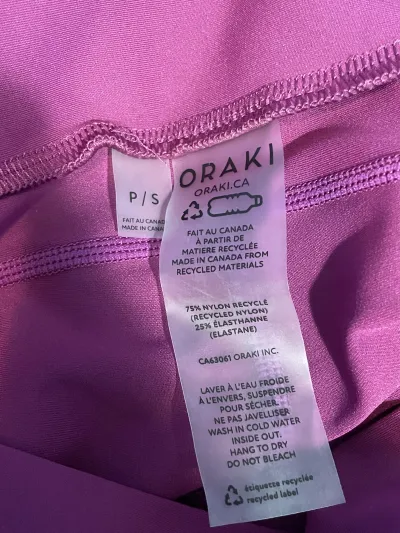 P / S
FAIT AU CANADA
MADE IN CANA
ORAKI
ORAKI.CA
FAIT AU CANADA
À PARTIR DE
MATIERE RECYCLÉE
MADE IN CANADA FROM
RECYCLED MATERIALS
75% NYLON RECYCLÉ
(RECYCLED NYLON)
25% ÉLASTHANNE
(ELASTANE)
CA63061 ORAKI INC.
LAVER À L'EAU FROIDE
À L'ENVERS, SUSPENDRE
POUR SÉCHER.
NE PAS JAVELLISER
WASH IN COLD WATER
INSIDE OUT.
HANG TO DRY
DO NOT BLEACH
étiquette recyclée
recycled label